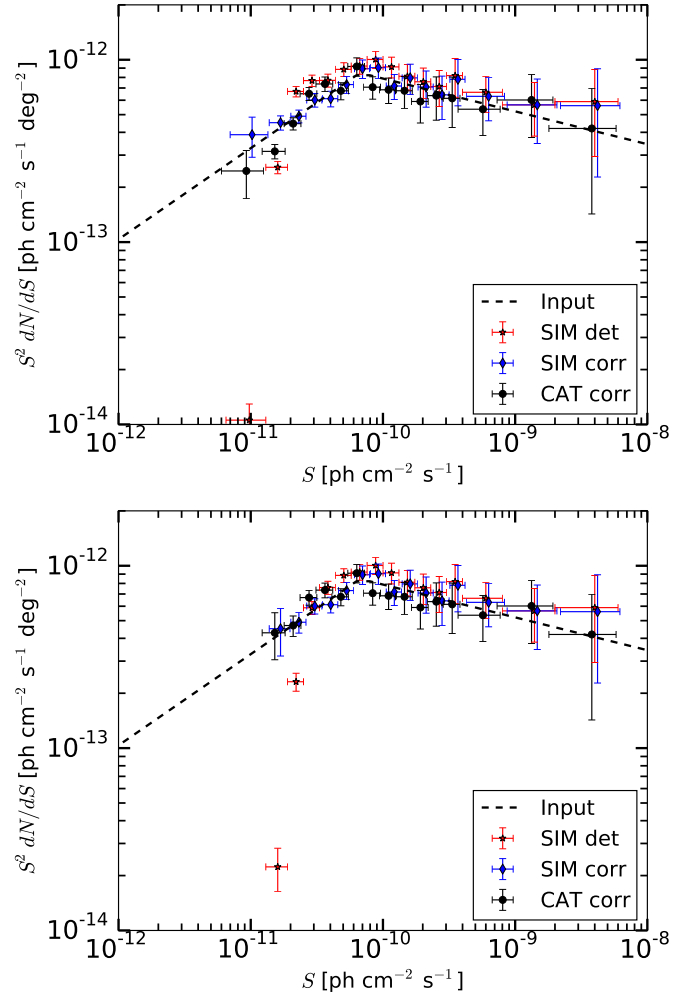 10⁻¹²
10⁻¹³
10⁻¹⁴
S² dN/dS [ph cm⁻² s⁻¹ deg⁻²]
Input
SIM det
SIM corr
CAT corr
10⁻¹² 10⁻¹¹ 10⁻¹⁰ 10⁻⁹ 10⁻⁸
S [ph cm⁻² s⁻¹]
10⁻¹²
10⁻¹³
10⁻¹⁴
S² dN/dS [ph cm⁻² s⁻¹ deg⁻²]
Input
SIM det
SIM corr
CAT corr
10⁻¹² 10⁻¹¹ 10⁻¹⁰ 10⁻⁹ 10⁻⁸
S [ph cm⁻² s⁻¹]